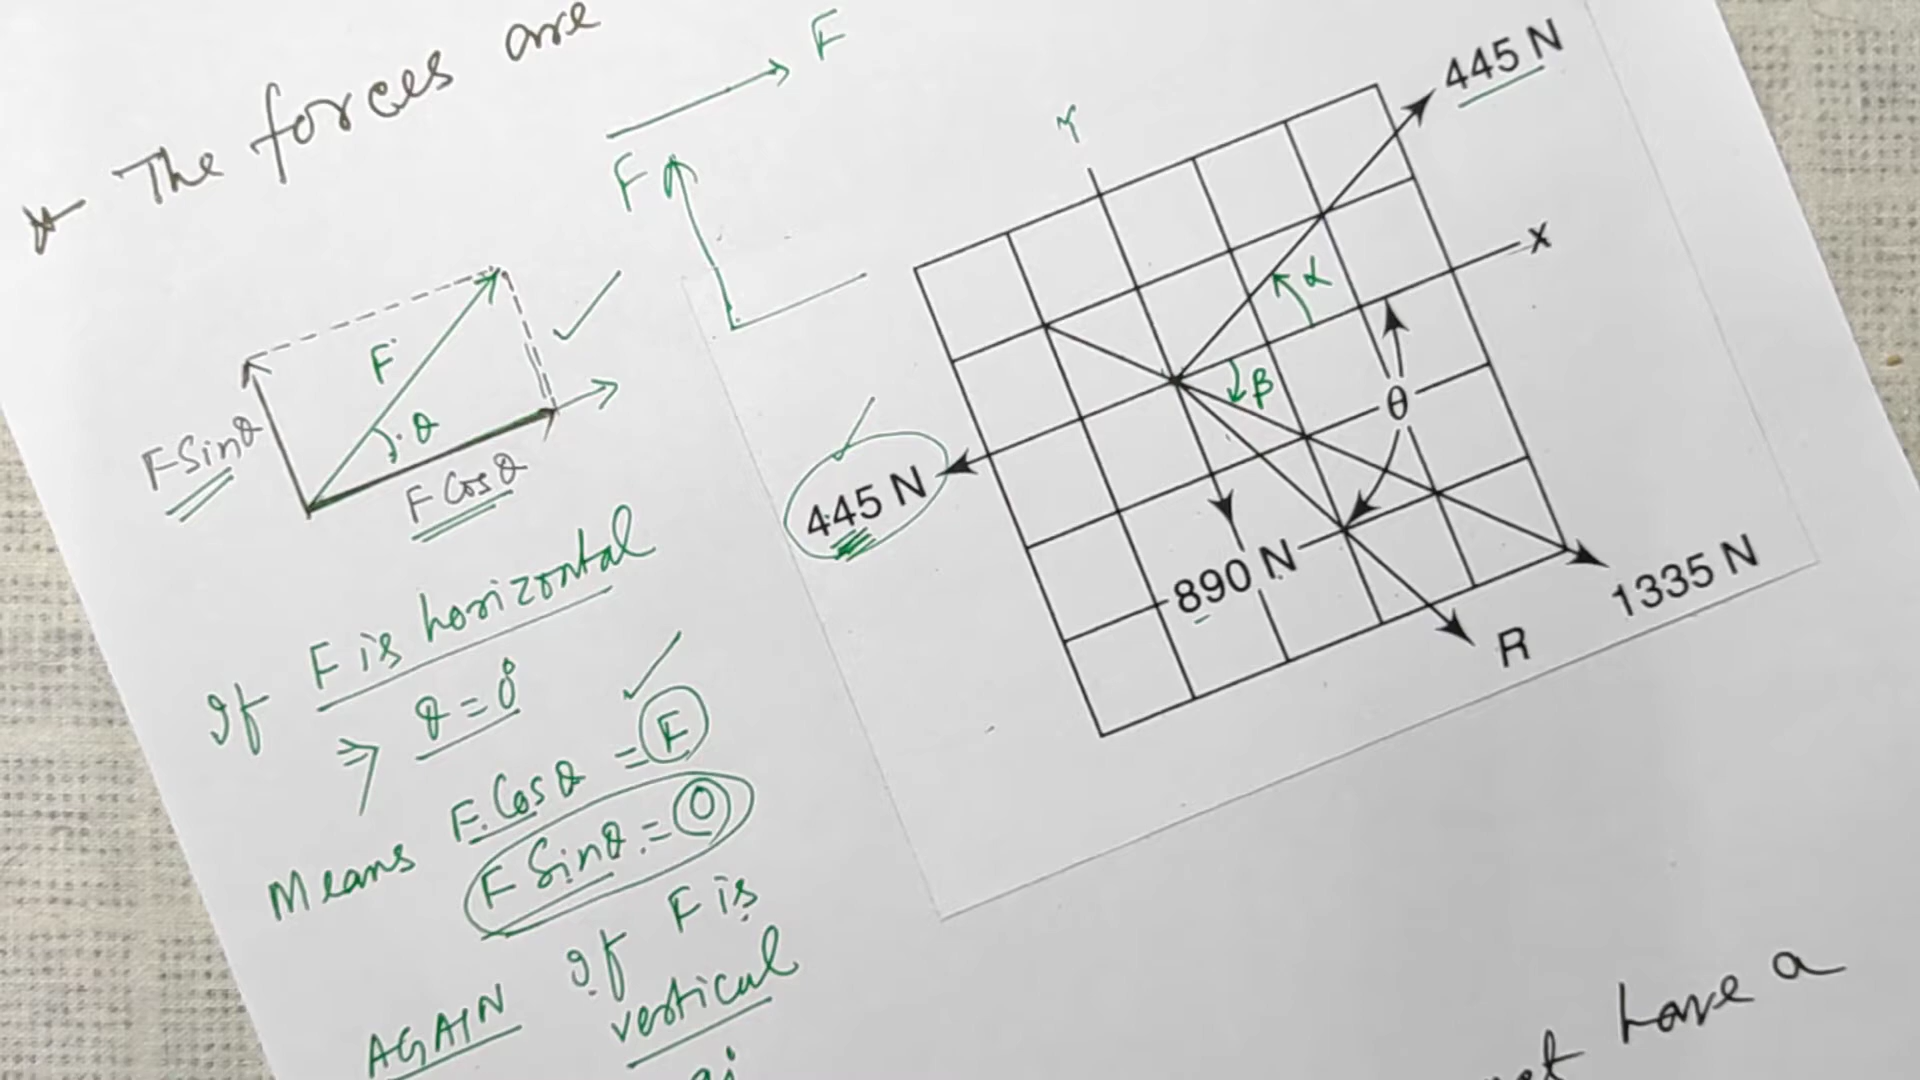 * The forces are
F
F
F
θ
F Sinθ
F Cosθ
If F is horizontal
⇒ θ = 0°
Means F. Cosθ = F
F Sinθ. = 0
AGAIN If F is
vertical
Y
445 N
X
α
β
θ
445 N
890 N
1335 N
R
have a